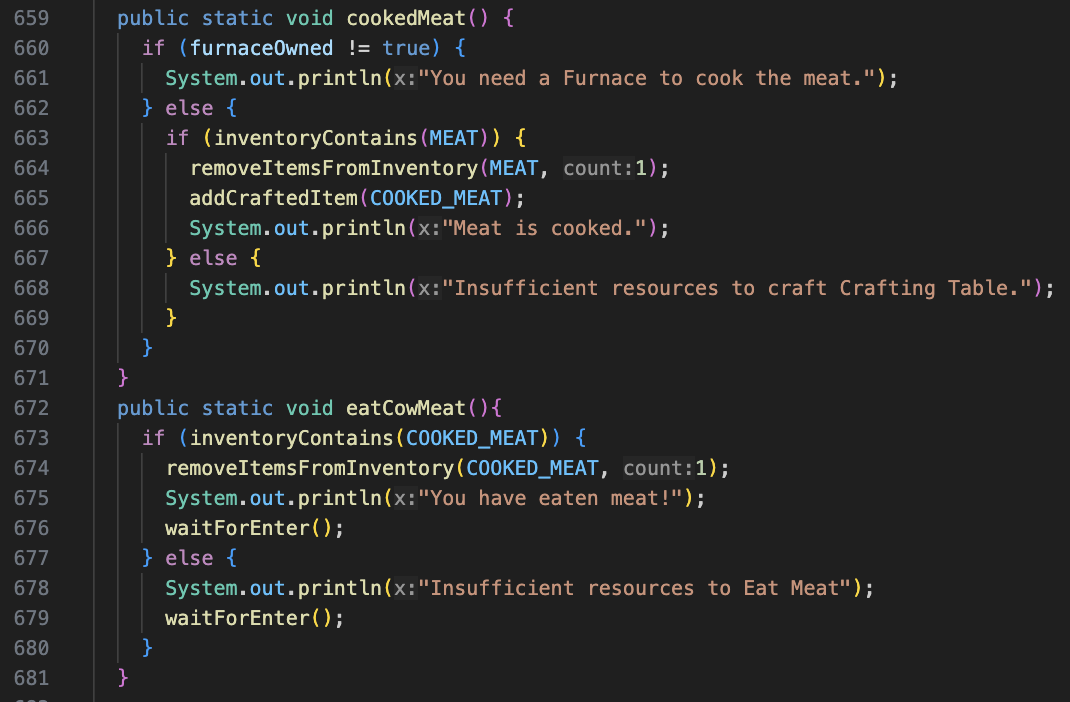 659 public static void cookedMeat() {
660 if (furnaceOwned != true) {
661 System.out.println(x:"You need a Furnace to cook the meat.");
662 } else {
663 if (inventoryContains(MEAT)) {
664 removeItemsFromInventory(MEAT, count:1);
665 addCraftedItem(COOKED_MEAT);
666 System.out.println(x:"Meat is cooked.");
667 } else {
668 System.out.println(x:"Insufficient resources to craft Crafting Table.");
669 }
670 }
671 }
672 public static void eatCowMeat(){
673 if (inventoryContains(COOKED_MEAT)) {
674 removeItemsFromInventory(COOKED_MEAT, count:1);
675 System.out.println(x:"You have eaten meat!");
676 waitForEnter();
677 } else {
678 System.out.println(x:"Insufficient resources to Eat Meat");
679 waitForEnter();
680 }
681 }